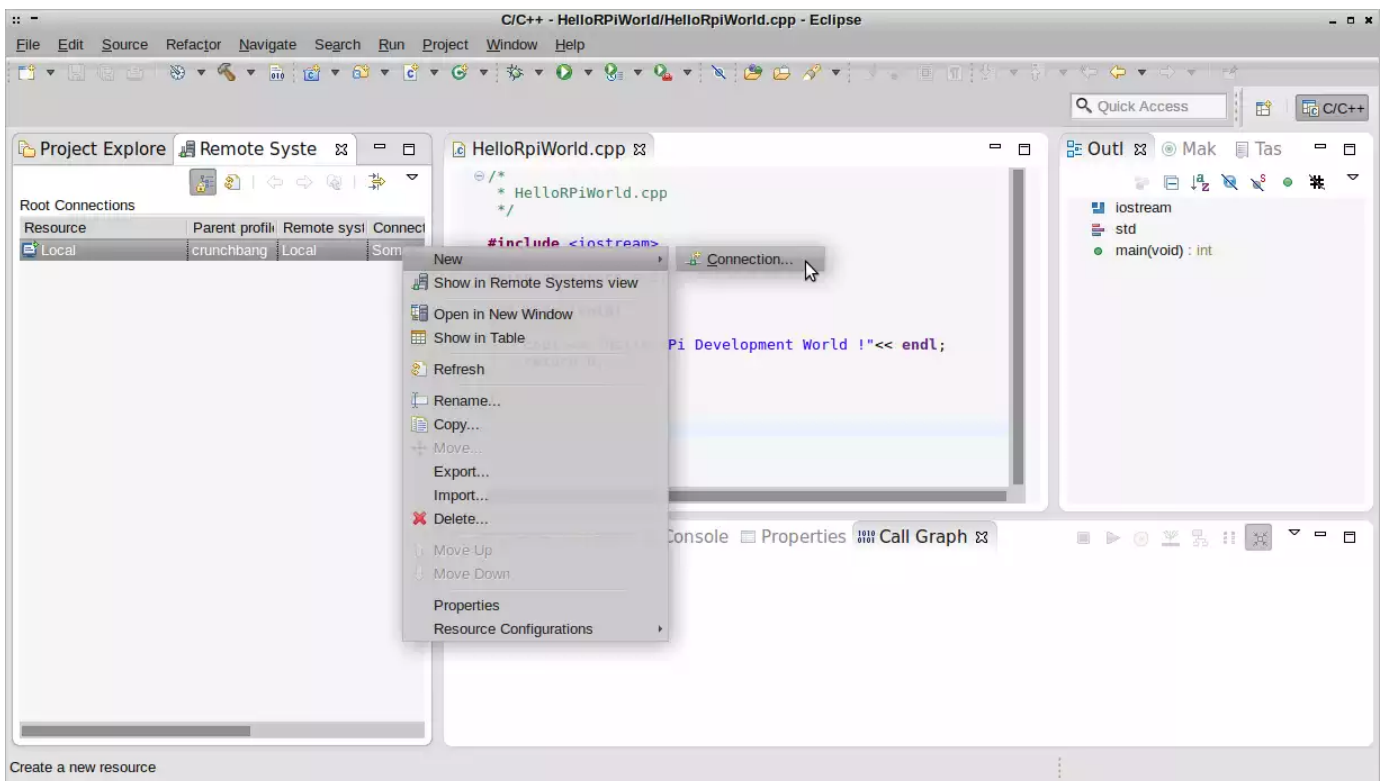 C/C++ - HelloRPiWorld/HelloRpiWorld.cpp - Eclipse
File Edit Source Refactor Navigate Search Run Project Window Help
Quick Access
C/C++
Project Explore Remote Syste
Root Connections
Resource Parent profil Remote syst Connect
Local crunchbang Local Som
HelloRpiWorld.cpp
/*
* HelloRPiWorld.cpp
*/
#include <iostream>
Pi Development World !"<< endl;
New
Connection...
Show in Remote Systems view
Open in New Window
Show in Table
Refresh
Rename...
Copy...
Move...
Export...
Import...
Delete...
Move Up
Move Down
Properties
Resource Configurations
Console Properties Call Graph
Outl Mak Tas
iostream
std
main(void) : int
Create a new resource